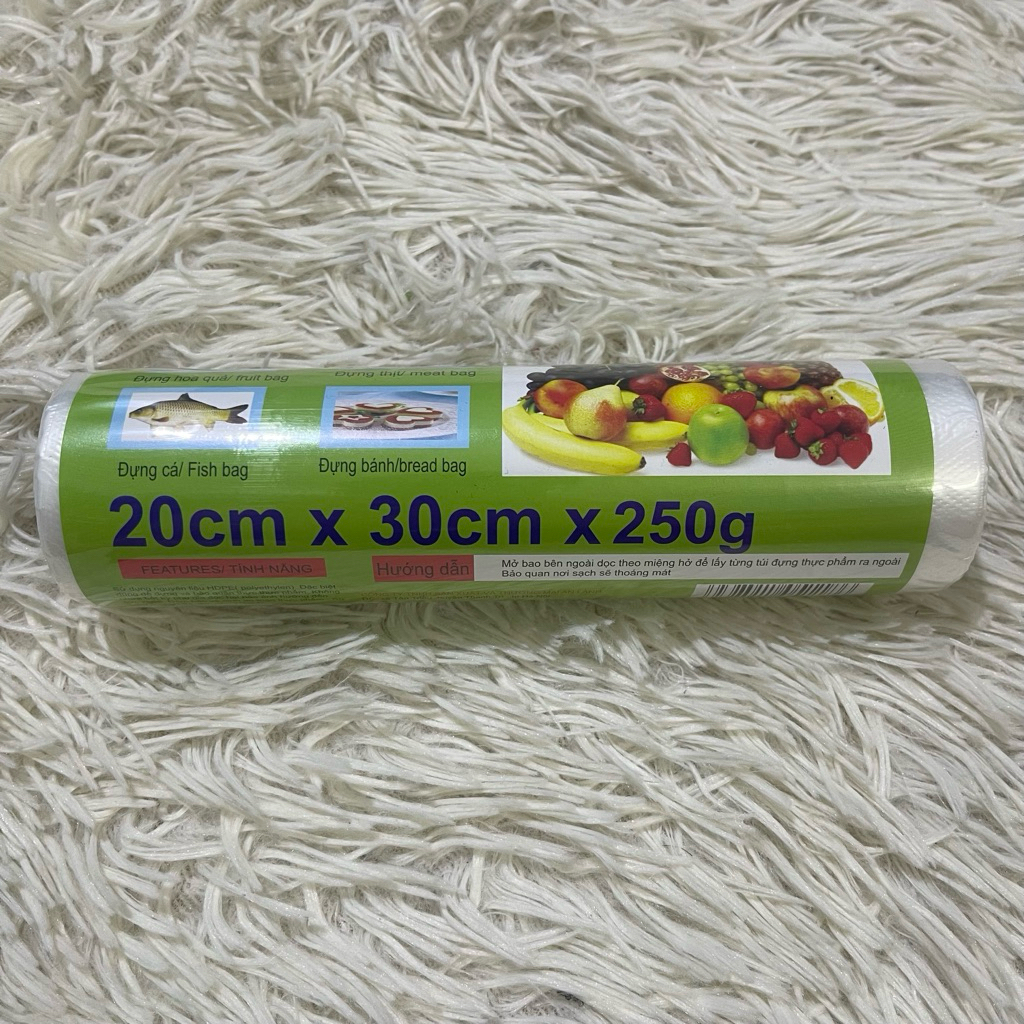 Đựng hoa quả/ fruit bag
Đựng thịt/ meat bag
Đựng cá/ Fish bag
Đựng bánh/bread bag
20cm x 30cm x 250g
FEATURES/ TÍNH NĂNG
Hướng dẫn
Mở bao bên ngoài dọc theo miệng hở để lấy từng túi đựng thực phẩm ra ngoài
Bảo quan nơi sạch sẽ thoáng mát